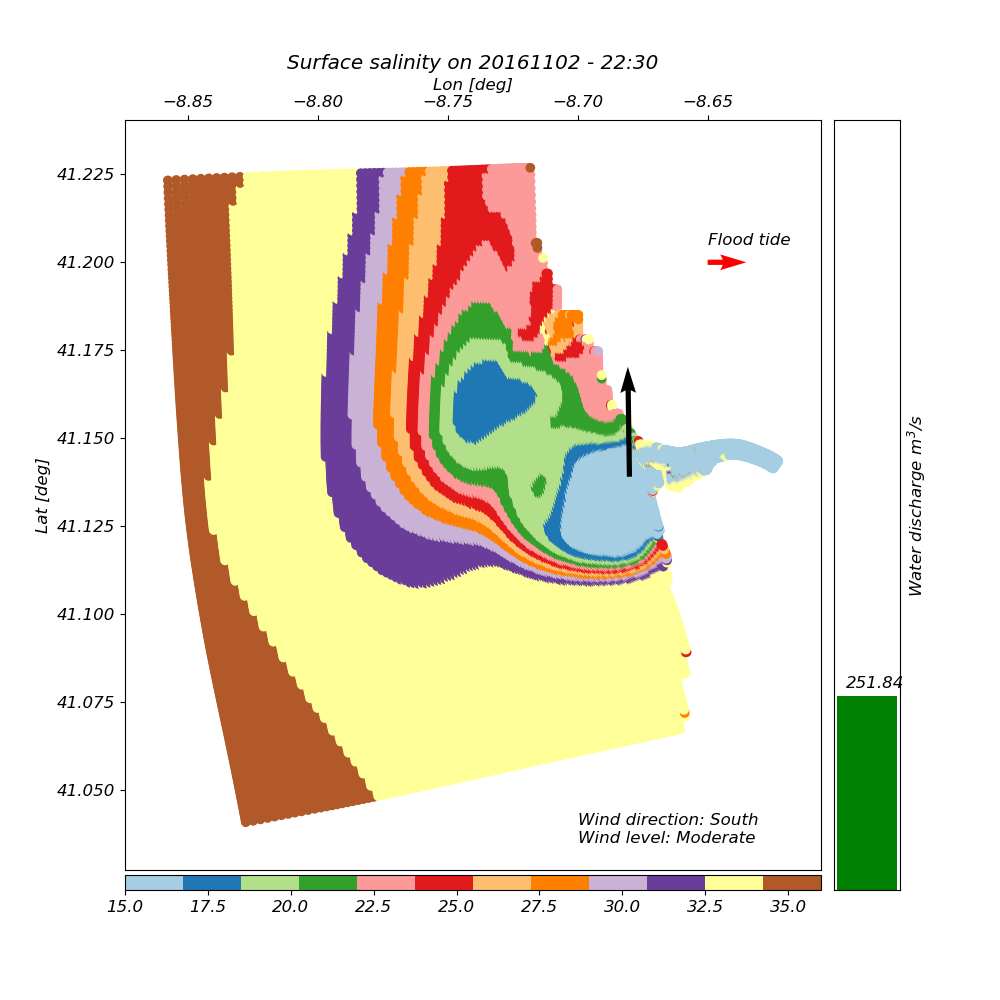 Surface salinity on 20161102 - 22:30
Lon [deg]
−8.85 −8.80 −8.75 −8.70 −8.65
41.225
41.200
41.175
41.150
41.125
41.100
41.075
41.050
Lat [deg]
Flood tide
Wind direction: South
Wind level: Moderate
15.0 17.5 20.0 22.5 25.0 27.5 30.0 32.5 35.0
251.84
Water discharge m³/s